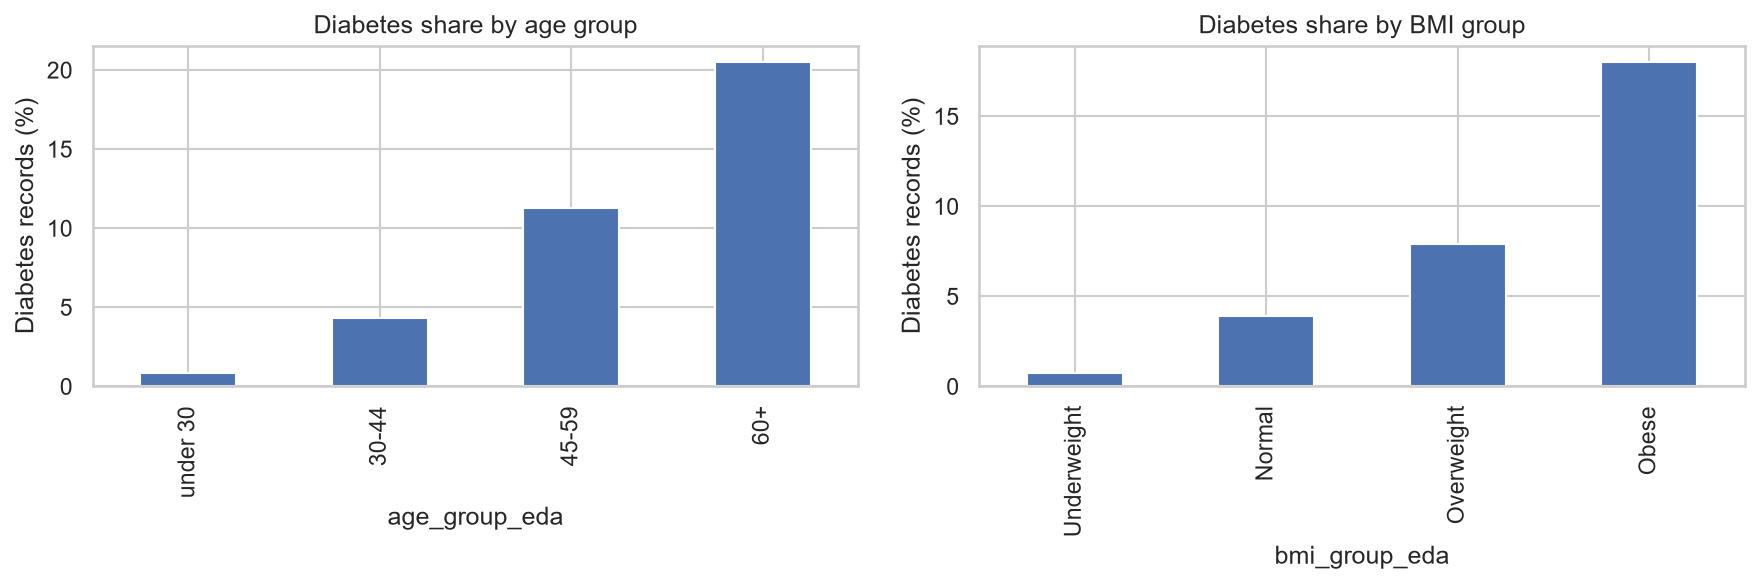 Diabetes share by age group
Diabetes records (%)
20
15
10
5
0
under 30
30-44
45-59
60+
age_group_eda
Diabetes share by BMI group
Diabetes records (%)
15
10
5
0
Underweight
Normal
Overweight
Obese
bmi_group_eda